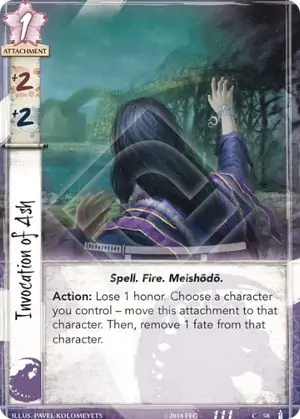 1
ATTACHMENT
+2
+2
Invocation of Ash
Spell. Fire. Meishōdō.
Action: Lose 1 honor. Choose a character
you control – move this attachment to that
character. Then, remove 1 fate from that
character.
ILLUS. PAVEL KOLOMEYETS
©2018 FFG
111
C
58